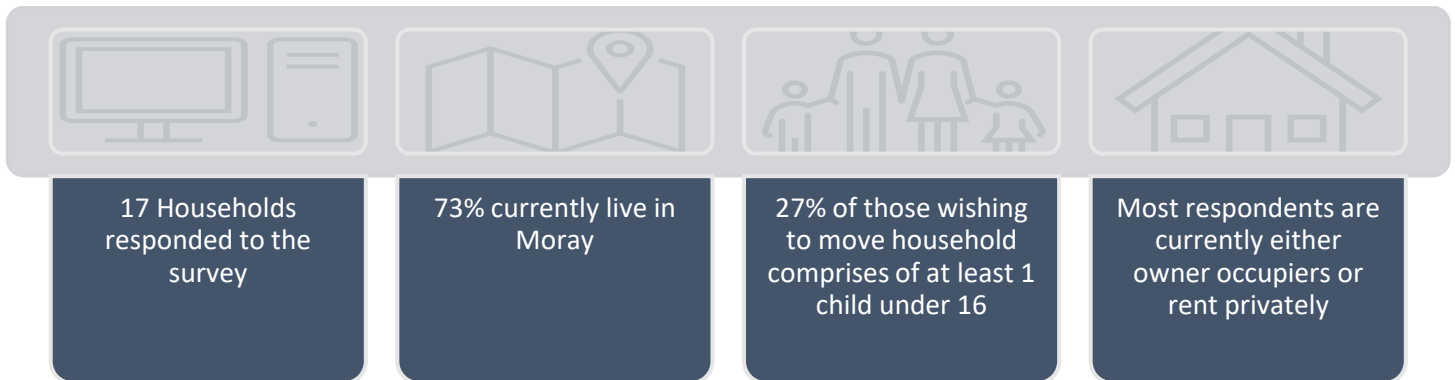 17 Households
responded to the
survey
73% currently live in
Moray
27% of those wishing
to move household
comprises of at least 1
child under 16
Most respondents are
currently either
owner occupiers or
rent privately